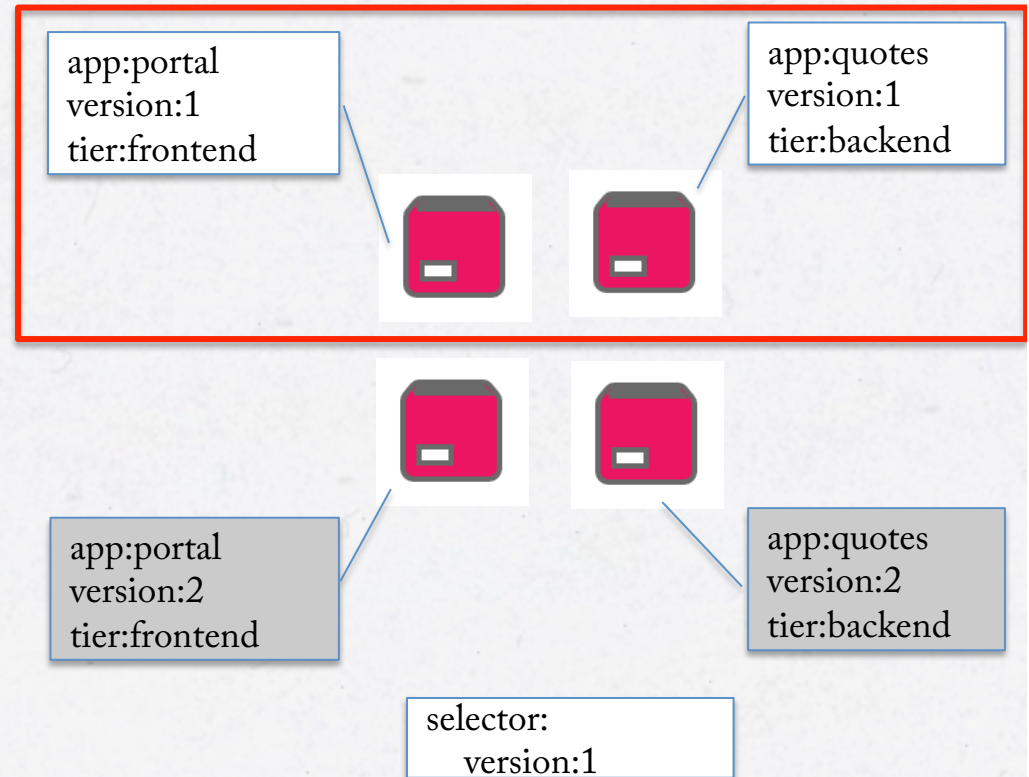 app:portal
version:1
tier:frontend
app:quotes
version:1
tier:backend
app:portal
version:2
tier:frontend
app:quotes
version:2
tier:backend
selector:
version:1